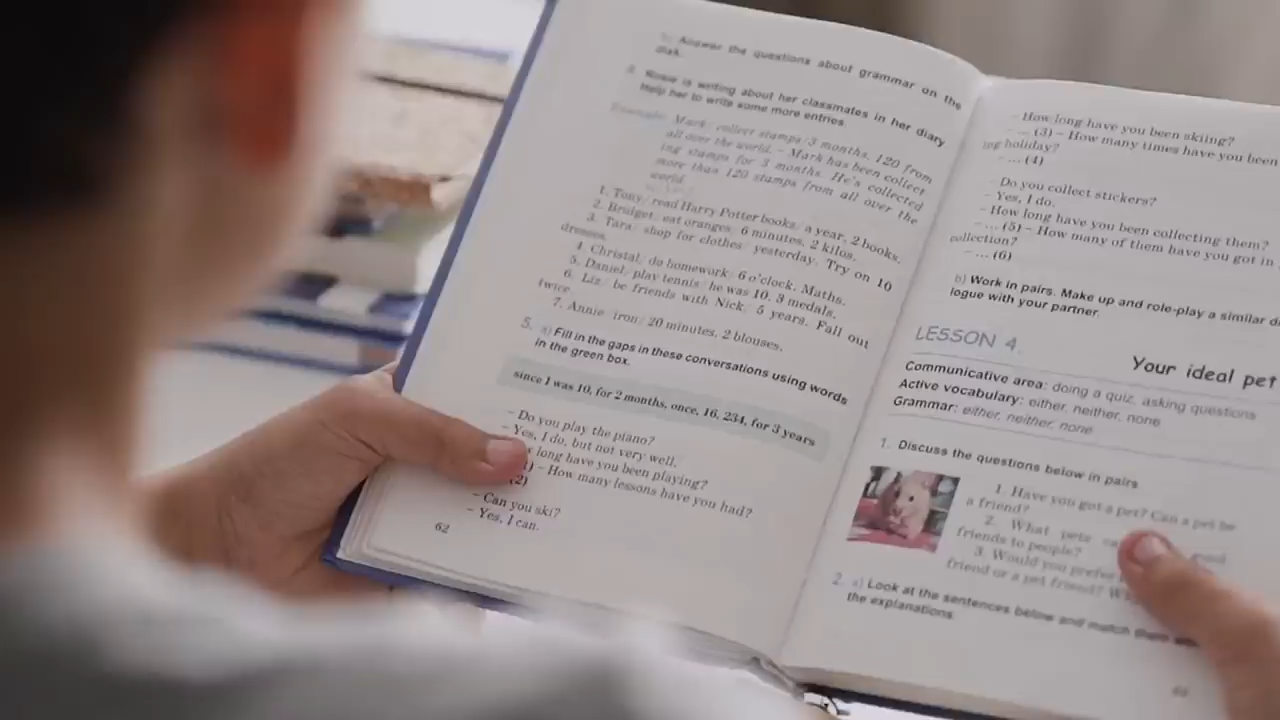 b) Answer the questions about grammar on the
disk.
Rosie is writing about her classmates in her diary
Help her to write some more entries.
Example: Mark/ collect stamps/3 months, 120 from
all over the world. – Mark has been collect
ing stamps for 3 months. He's collected
more than 120 stamps from all over the
world.
1. Tony/ read Harry Potter books/ a year, 2 books.
2. Bridget/ eat oranges/ 6 minutes, 2 kilos.
3. Tara/ shop for clothes/ yesterday. Try on 10
dresses.
4. Christal/ do homework/ 6 o'clock. Maths.
5. Daniel/ play tennis/ he was 10, 3 medals.
6. Liz/ be friends with Nick/ 5 years. Fall out
twice.
7. Annie/ iron/ 20 minutes, 2 blouses.
5. a) Fill in the gaps in these conversations using words
in the green box.
since I was 10, for 2 months, once, 16, 234, for 3 years
– Do you play the piano?
– Yes, I do, but not very well.
long have you been playing?
– How many lessons have you had?
(2)
– Can you ski?
– Yes, I can.
62
– How long have you been skiing?
– ... (3) – How many times have you been
ing holiday?
– ... (4)
– Do you collect stickers?
– Yes, I do.
– How long have you been collecting them?
– ... (5) – How many of them have you got in
collection?
– ... (6)
b) Work in pairs. Make up and role-play a similar
logue with your partner.
LESSON 4.
Your ideal pet
Communicative area: doing a quiz, asking questions
Active vocabulary: either, neither, none
Grammar: either, neither, none
1. Discuss the questions below in pairs.
1. Have you got a pet? Can a pet be
a friend?
2. What pets good
friends to people?
3. Would you prefer
friend or a pet friend?
2. a) Look at the sentences below and match them
the explanations.